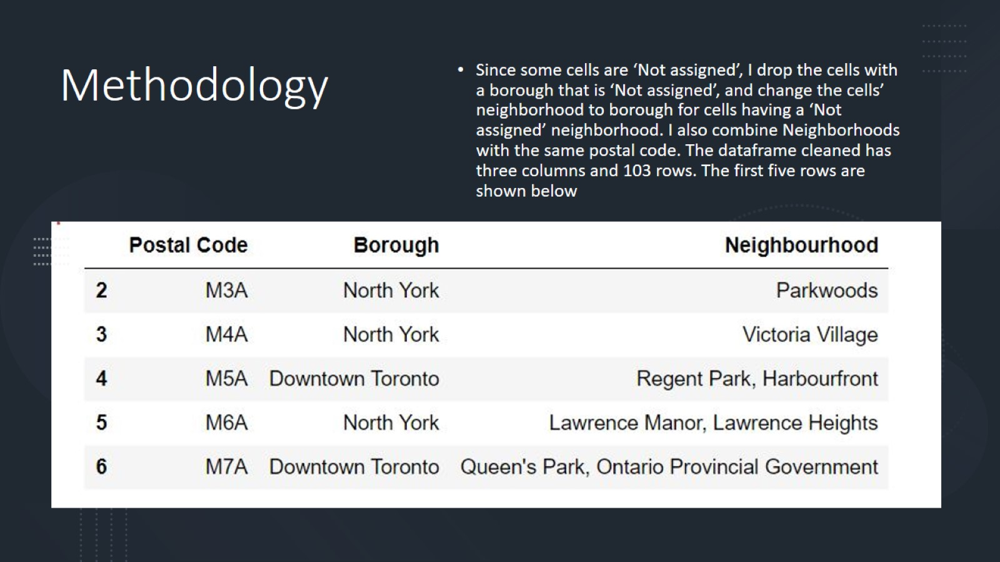 Methodology
• Since some cells are ‘Not assigned’, I drop the cells with
a borough that is ‘Not assigned’, and change the cells’
neighborhood to borough for cells having a ‘Not
assigned’ neighborhood. I also combine Neighborhoods
with the same postal code. The dataframe cleaned has
three columns and 103 rows. The first five rows are
shown below
Postal Code Borough Neighbourhood
2 M3A North York Parkwoods
3 M4A North York Victoria Village
4 M5A Downtown Toronto Regent Park, Harbourfront
5 M6A North York Lawrence Manor, Lawrence Heights
6 M7A Downtown Toronto Queen's Park, Ontario Provincial Government